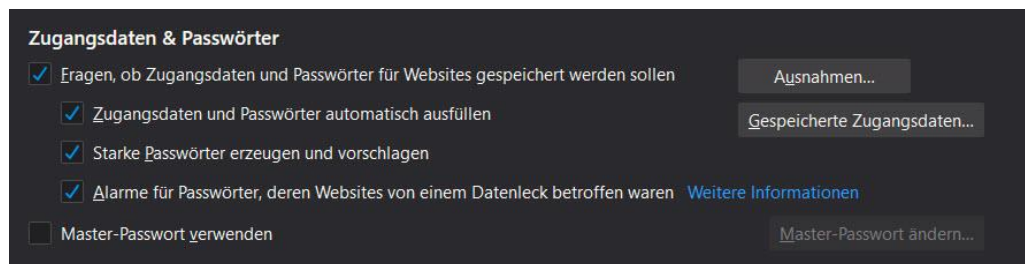 Zugangsdaten & Passwörter
Fragen, ob Zugangsdaten und Passwörter für Websites gespeichert werden sollen
Ausnahmen...
Zugangsdaten und Passwörter automatisch ausfüllen
Gespeicherte Zugangsdaten...
Starke Passwörter erzeugen und vorschlagen
Alarme für Passwörter, deren Websites von einem Datenleck betroffen waren Weitere Informationen
Master-Passwort verwenden
Master-Passwort ändern...